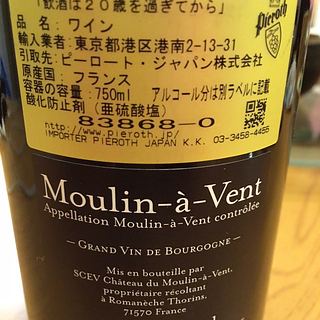 「飲酒は20歳を過ぎてから」
Pieroth
品名：ワイン
輸入業者：東京都港区港南2-13-31
引取先：ピーロート・ジャパン株式会社
原産国：フランス
容器の容量：750ml　アルコール分は別ラベルに記載
酸化防止剤（亜硫酸塩）
83868-0
http://www.pieroth.jp/
03-3458-4455
IMPORTER PIEROTH JAPAN K.K.
Moulin-à-Vent
Appellation Moulin-à-Vent contrôlée
— GRAND VIN DE BOURGOGNE —
Mis en bouteille par
SCEV Château du Moulin-à-Vent,
propriétaire récoltant
à Romanèche Thorins,
71570 France